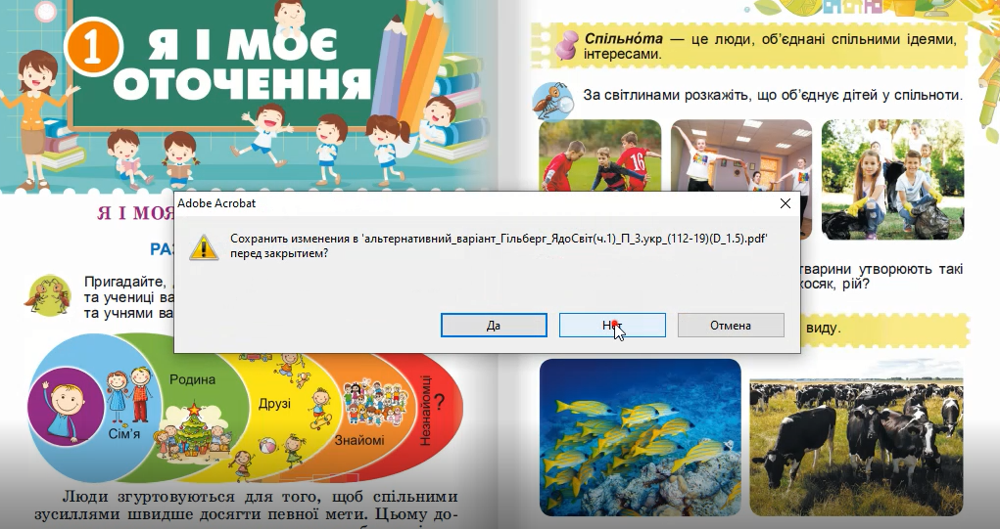 1
Я І МОЄ
ОТОЧЕННЯ
Я І МОЯ
РАЗ
Пригадайте,
та учениці ва
та учнями ва
Сім'я
Родина
Друзі
Знайомі
Незнайомці
?
Люди згуртовуються для того, щоб спільними
зусиллями швидше досягти певної мети. Цьому до-
Adobe Acrobat
Сохранить изменения в 'альтернативний_варіант_Гільберг_ЯдоСвіт(ч.1)_П_3.укр_(112-19)(D_1.5).pdf'
перед закрытием?
Да
Нет
Отмена
Спільно́та — це люди, об'єднані спільними ідеями,
інтересами.
За світлинами розкажіть, що об'єднує дітей у спільноти.
16
тварини утворюють такі
косяк, рій?
виду.